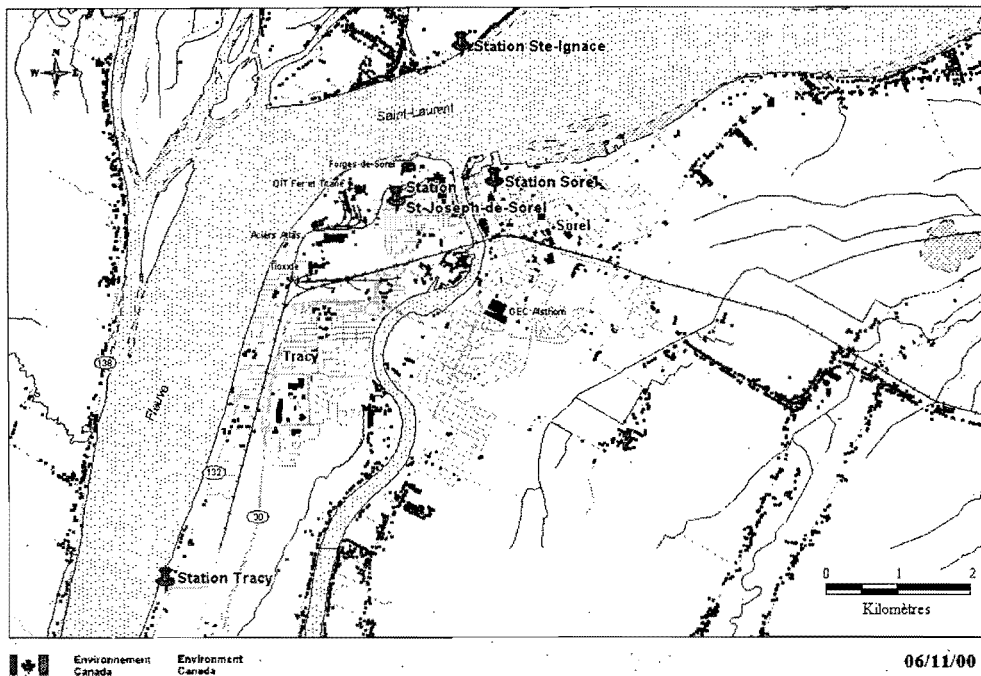 N
W
E
S
Station Ste-Ignace
Saint-Laurent
Forges-de-Sorel
QIT Fer et Titane
Station
St-Joseph-de-Sorel
Station Sorel
Sorel
Aciers Atlas
Tioxide
GEC Alsthom
Tracy
138
Fleuve
132
30
Station Tracy
0 1 2
Kilomètres
Environnement Canada
Environment Canada
06/11/00